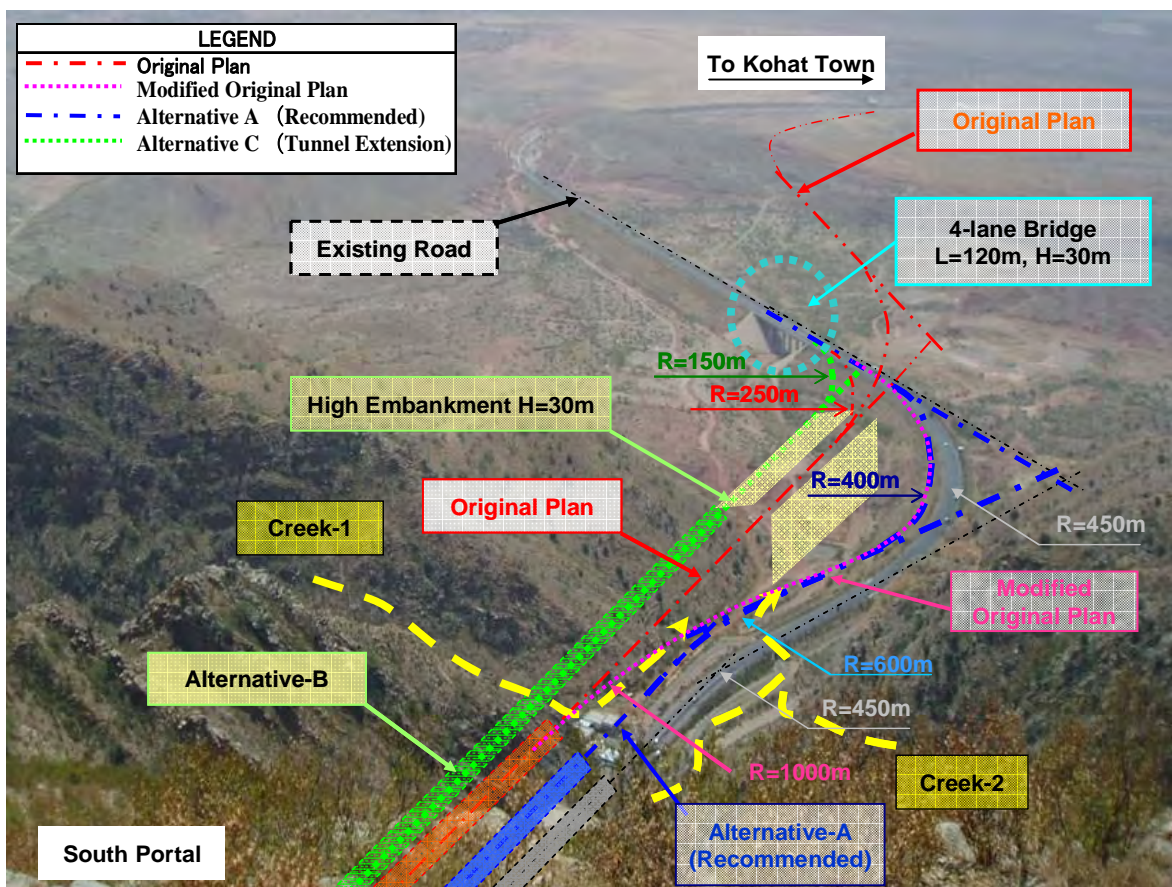 LEGEND
Original Plan
Modified Original Plan
Alternative A （Recommended）
Alternative C （Tunnel Extension）
To Kohat Town
Original Plan
4-lane Bridge
L=120m, H=30m
Existing Road
R=150m
R=250m
High Embankment H=30m
R=400m
Original Plan
Creek-1
R=450m
Modified
Original Plan
R=600m
Alternative-B
R=450m
R=1000m
Creek-2
Alternative-A
(Recommended)
South Portal